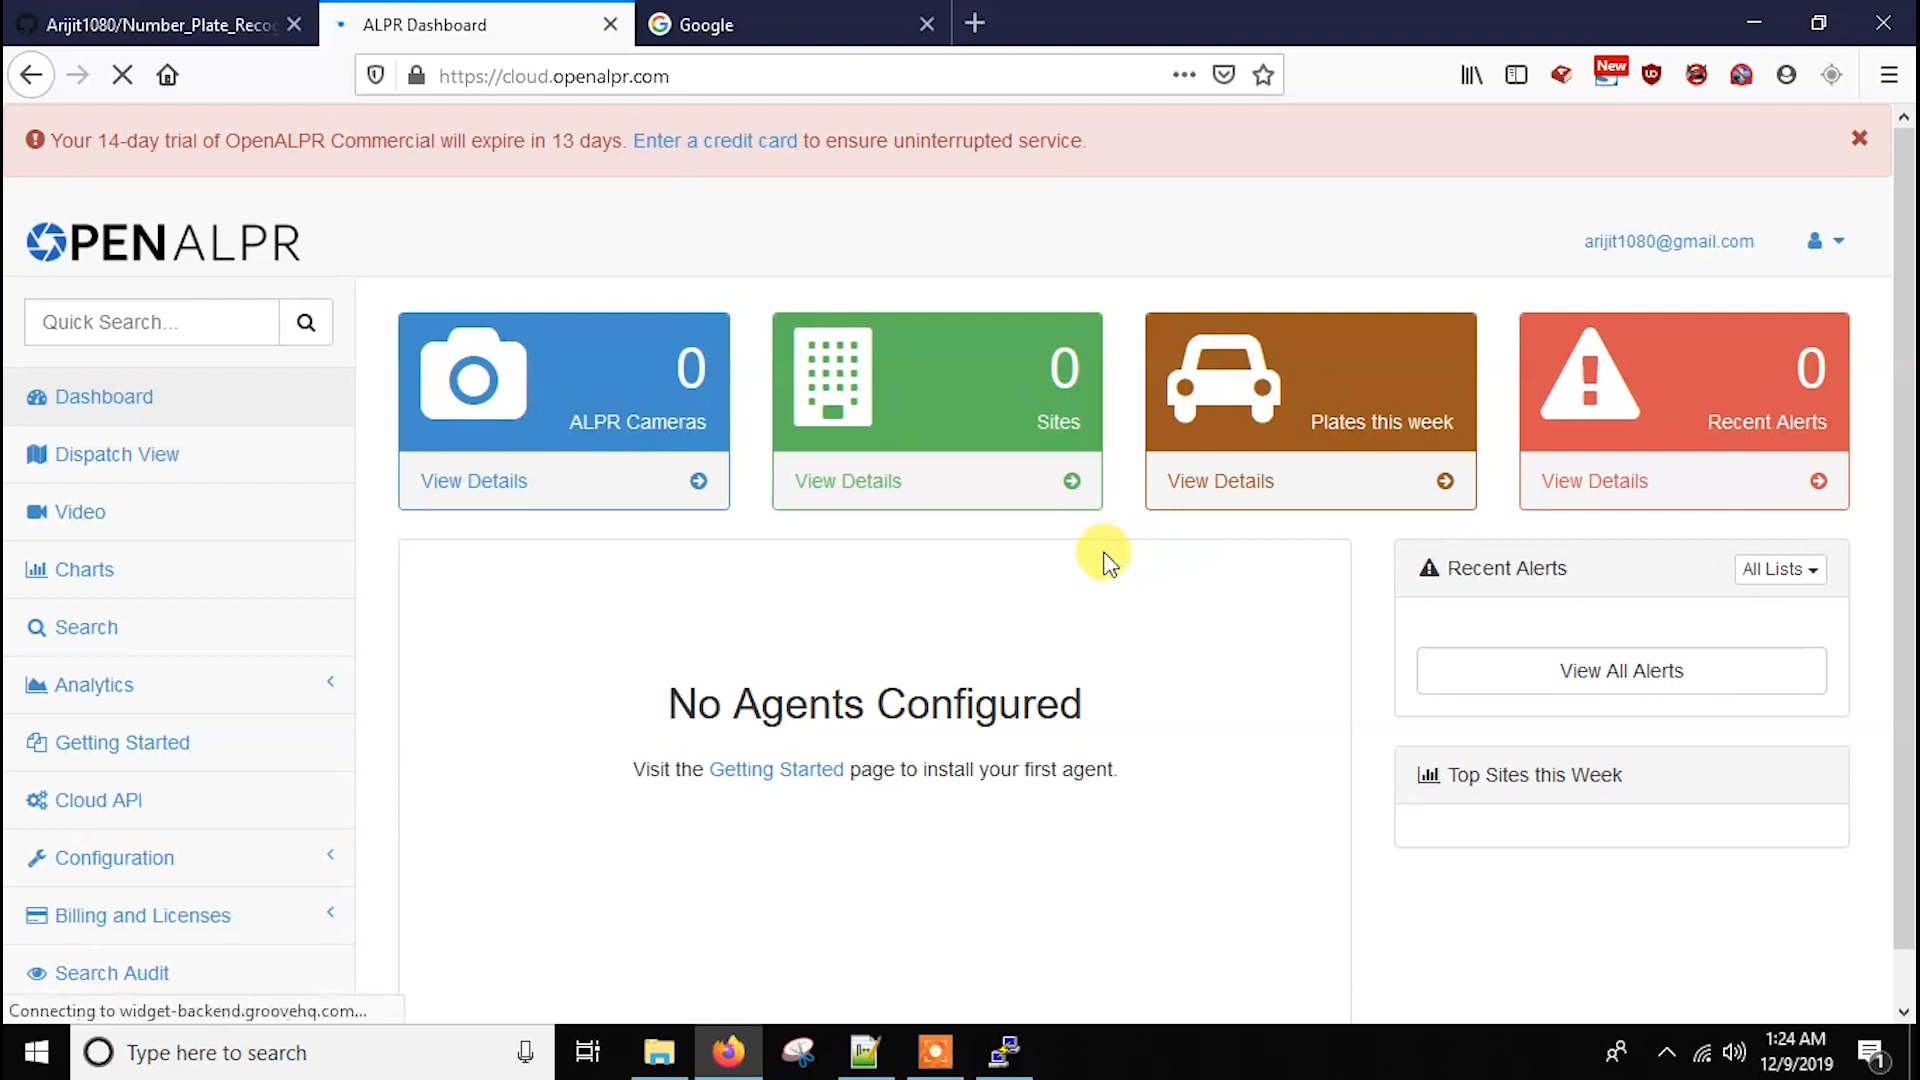 Arijit1080/Number_Plate_Recog
ALPR Dashboard
Google
https://cloud.openalpr.com
New
Your 14-day trial of OpenALPR Commercial will expire in 13 days. Enter a credit card to ensure uninterrupted service.
OPENALPR
arijit1080@gmail.com
Quick Search...
Dashboard
Dispatch View
Video
Charts
Search
Analytics
Getting Started
Cloud API
Configuration
Billing and Licenses
Search Audit
0
ALPR Cameras
View Details
0
Sites
View Details
Plates this week
View Details
0
Recent Alerts
View Details
No Agents Configured
Visit the Getting Started page to install your first agent.
Recent Alerts
All Lists
View All Alerts
Top Sites this Week
Connecting to widget-backend.groovehq.com...
Type here to search
1:24 AM
12/9/2019
1